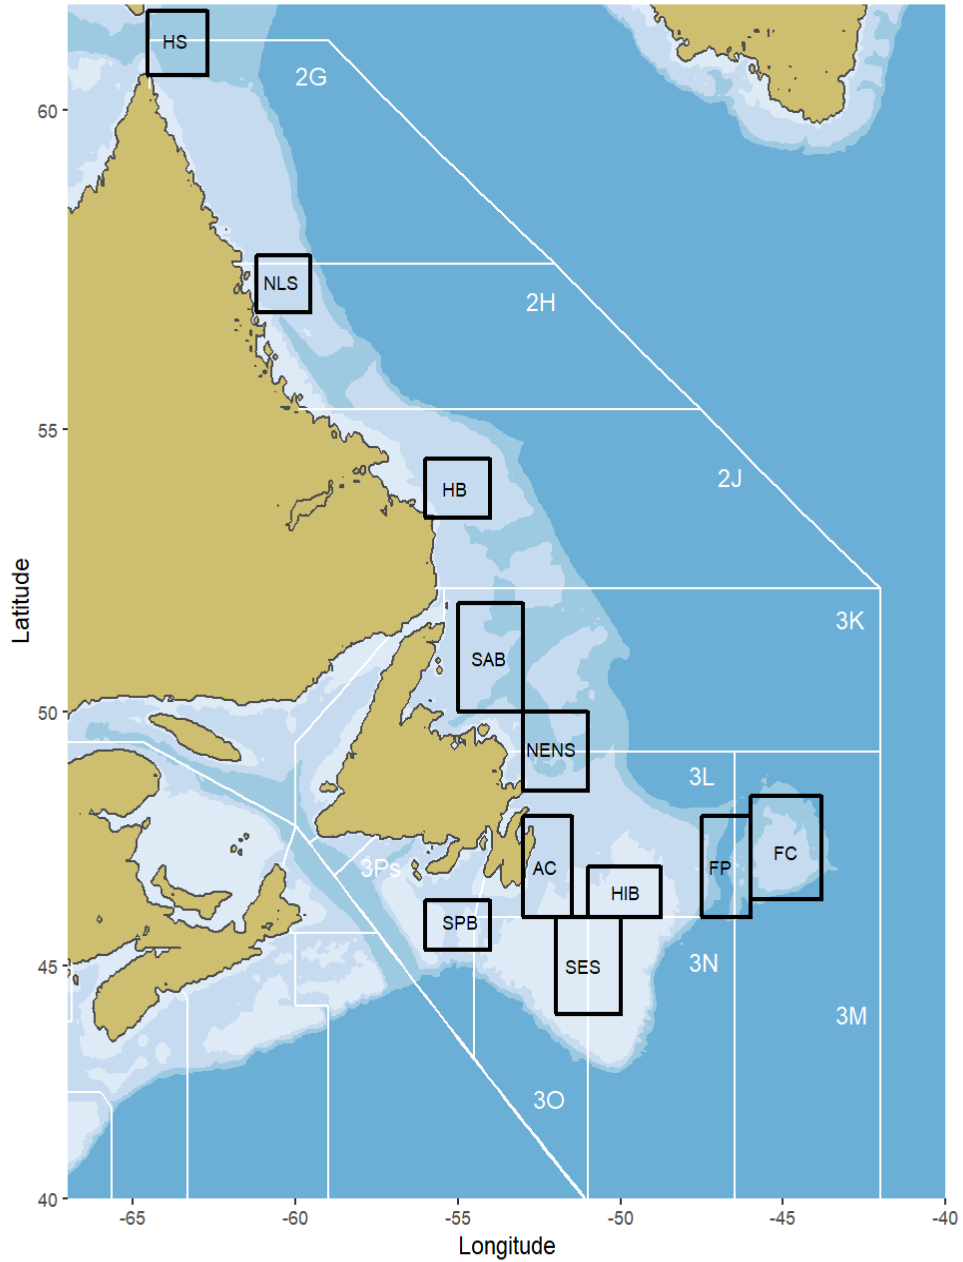 HS
2G
60
NLS
2H
55
2J
HB
3K
SAB
50
NENS
3L
3Ps
AC
FP
FC
HIB
SPB
45
SES
3N
3M
3O
40
-65
-60
-55
-50
-45
-40
Longitude
Latitude